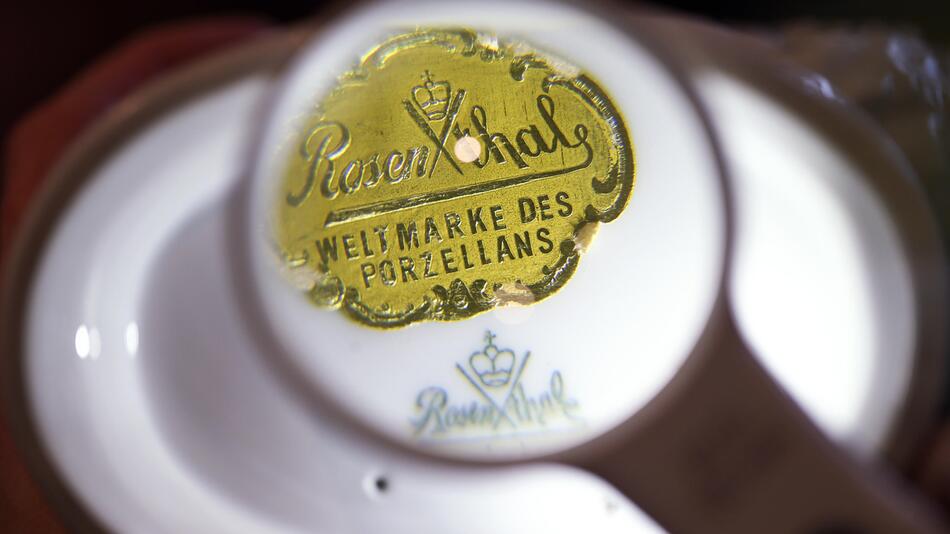 Rosenthal
WELTMARKE DES
PORZELLANS
Rosenthal